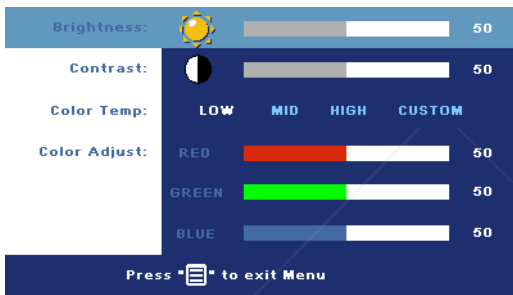 Brightness: 50
Contrast: 50
Color Temp: LOW MID HIGH CUSTOM
Color Adjust: RED 50
GREEN 50
BLUE 50
Press "" to exit Menu